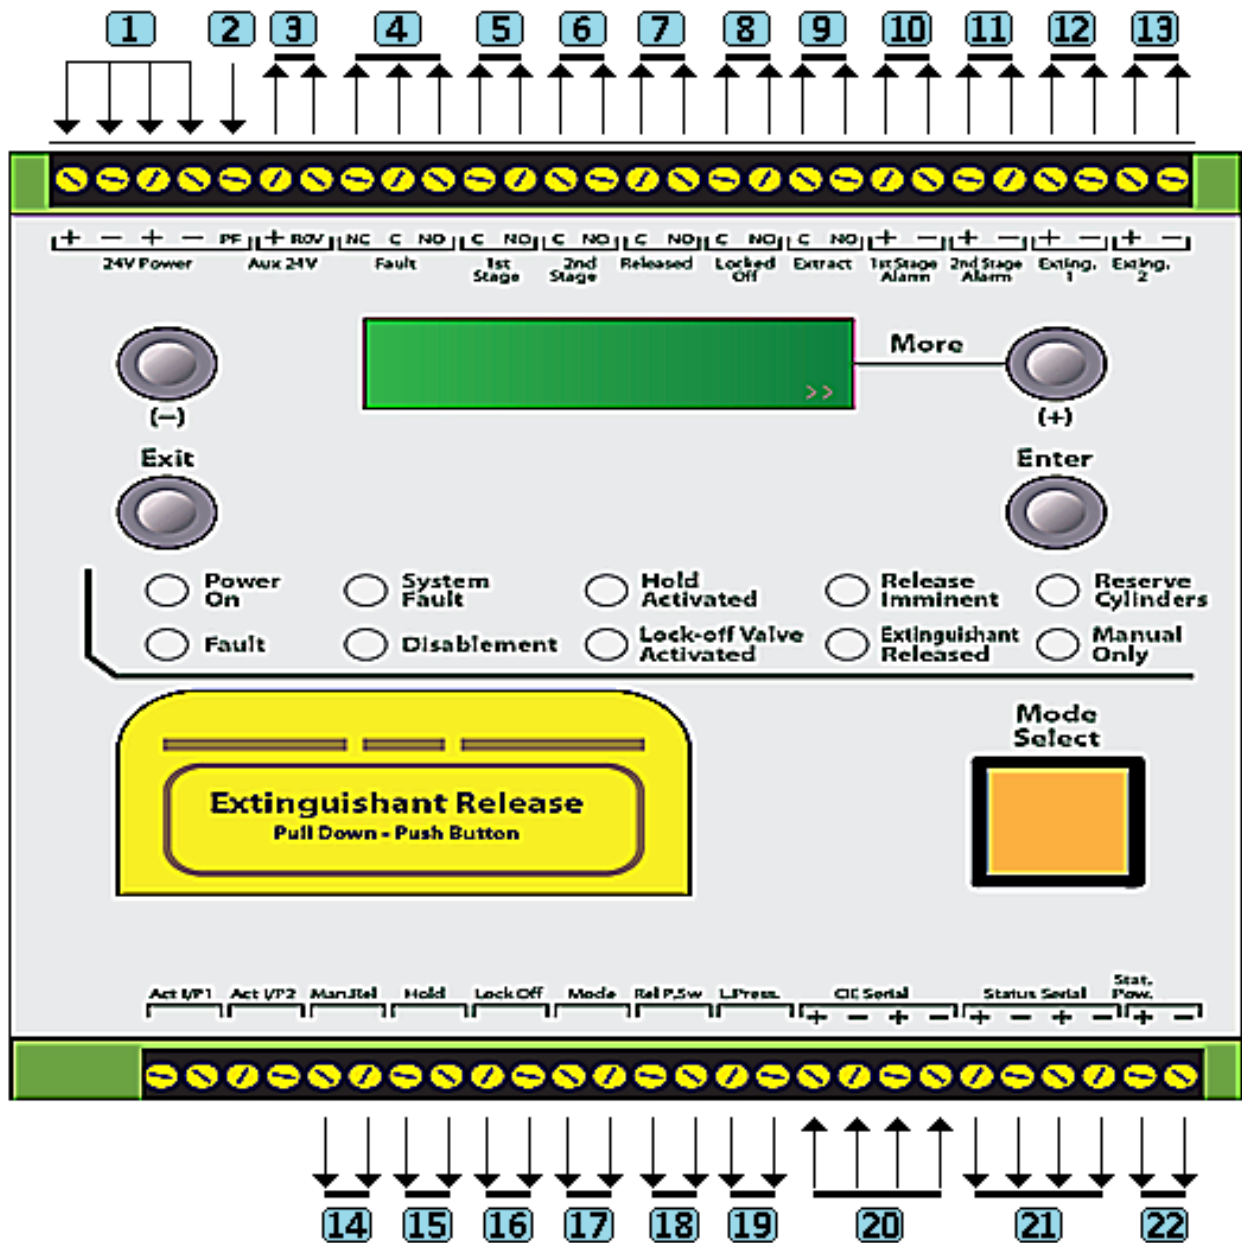 1 2 3 4 5 6 7 8 9 10 11 12 13
+ − + − PF + R0V NC C NO C NO C NO C NO C NO C NO + − + − + − + −
24V Power Aux 24V Fault 1st Stage 2nd Stage Released Locked Off Extract 1st Stage Alarm 2nd Stage Alarm Exting. 1 Exting. 2
>>
More
(−)
(+)
Exit
Enter
Power On
System Fault
Hold Activated
Release Imminent
Reserve Cylinders
Fault
Disablement
Lock-off Valve Activated
Extinguishant Released
Manual Only
Mode Select
Extinguishant Release
Pull Down - Push Button
Act I/P1 Act I/P2 Man.Rel Hold Lock Off Mode Rel P.Sw L.Press. CIE Serial Status Serial Stat. Pow.
+ − + − + − + − + −
14 15 16 17 18 19 20 21 22